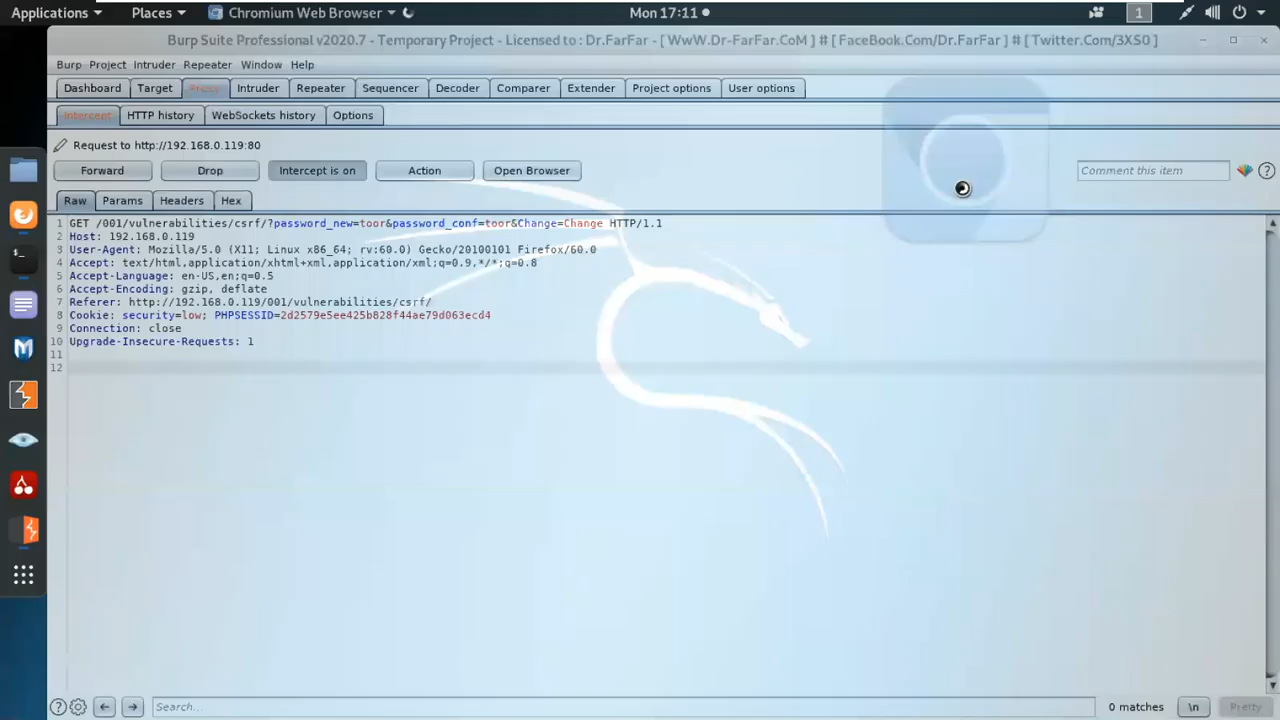 Applications Places Chromium Web Browser Mon 17:11 1
Burp Suite Professional v2020.7 - Temporary Project - Licensed to : Dr.FarFar - [ WwW.Dr-FarFar.CoM ] # [ FaceBook.Com/Dr.FarFar ] # [ Twitter.Com/3XS0 ]
Burp Project Intruder Repeater Window Help
Dashboard Target Proxy Intruder Repeater Sequencer Decoder Comparer Extender Project options User options
Intercept HTTP history WebSockets history Options
Request to http://192.168.0.119:80
Forward Drop Intercept is on Action Open Browser Comment this item ?
Raw Params Headers Hex
1 GET /001/vulnerabilities/csrf/?password_new=toor&password_conf=toor&Change=Change HTTP/1.1
2 Host: 192.168.0.119
3 User-Agent: Mozilla/5.0 (X11; Linux x86_64; rv:60.0) Gecko/20100101 Firefox/60.0
4 Accept: text/html,application/xhtml+xml,application/xml;q=0.9,*/*;q=0.8
5 Accept-Language: en-US,en;q=0.5
6 Accept-Encoding: gzip, deflate
7 Referer: http://192.168.0.119/001/vulnerabilities/csrf/
8 Cookie: security=low; PHPSESSID=2d2579e5ee425b828f44ae79d063ecd4
9 Connection: close
10 Upgrade-Insecure-Requests: 1
11
12
? Search... 0 matches \n Pretty